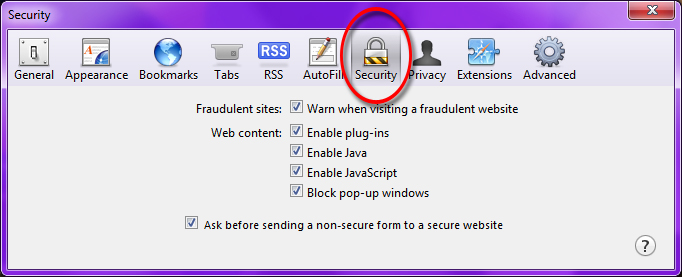 Security
RSS
General Appearance Bookmarks Tabs RSS AutoFill Security Privacy Extensions Advanced
Fraudulent sites: Warn when visiting a fraudulent website
Web content: Enable plug-ins
Enable Java
Enable JavaScript
Block pop-up windows
Ask before sending a non-secure form to a secure website
?